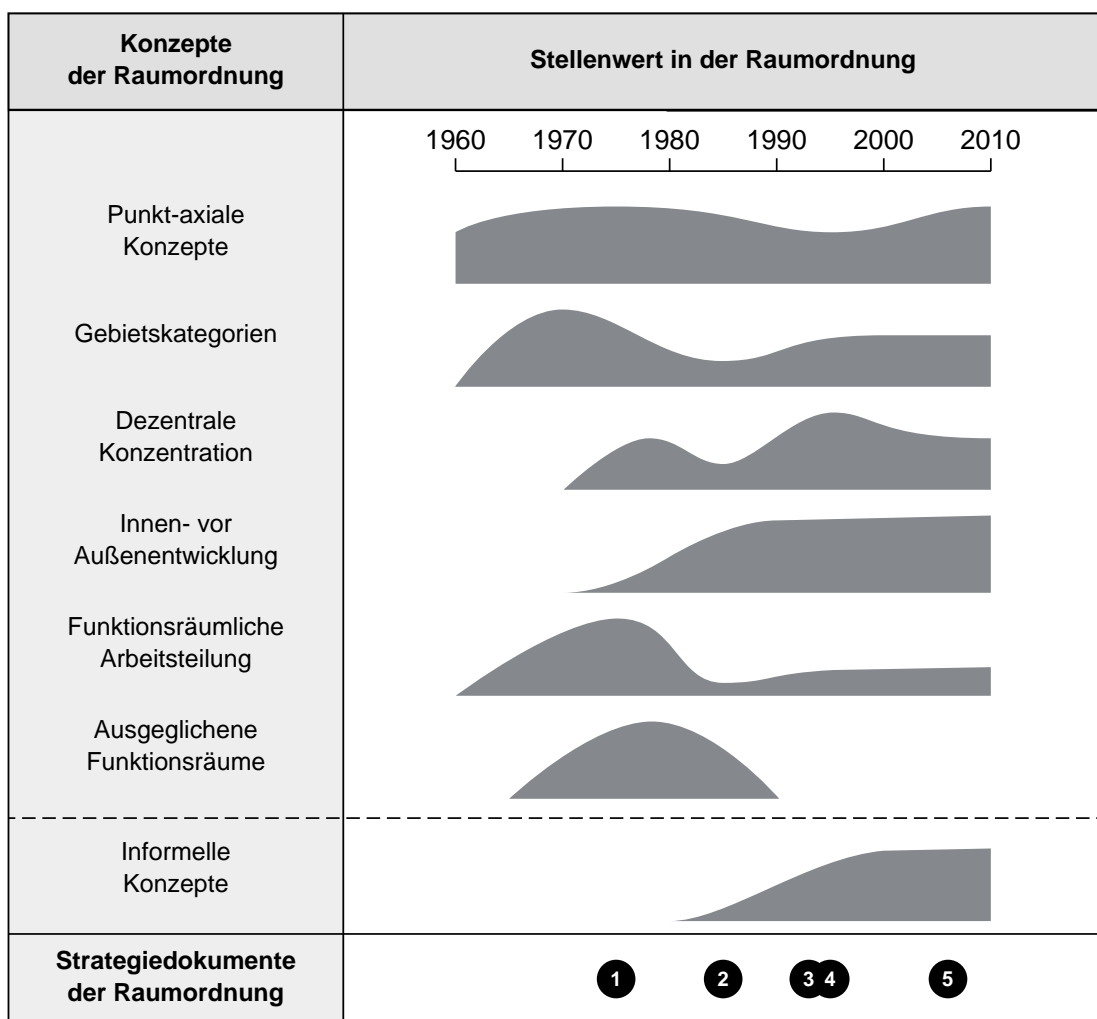 Konzepte
der Raumordnung
Stellenwert in der Raumordnung
1960 1970 1980 1990 2000 2010
Punkt-axiale
Konzepte
Gebietskategorien
Dezentrale
Konzentration
Innen- vor
Außenentwicklung
Funktionsräumliche
Arbeitsteilung
Ausgeglichene
Funktionsräume
Informelle
Konzepte
Strategiedokumente
der Raumordnung
1 2 3 4 5